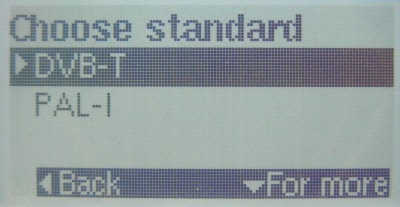 Choose standard
DVB-T
PAL-I
Back For more